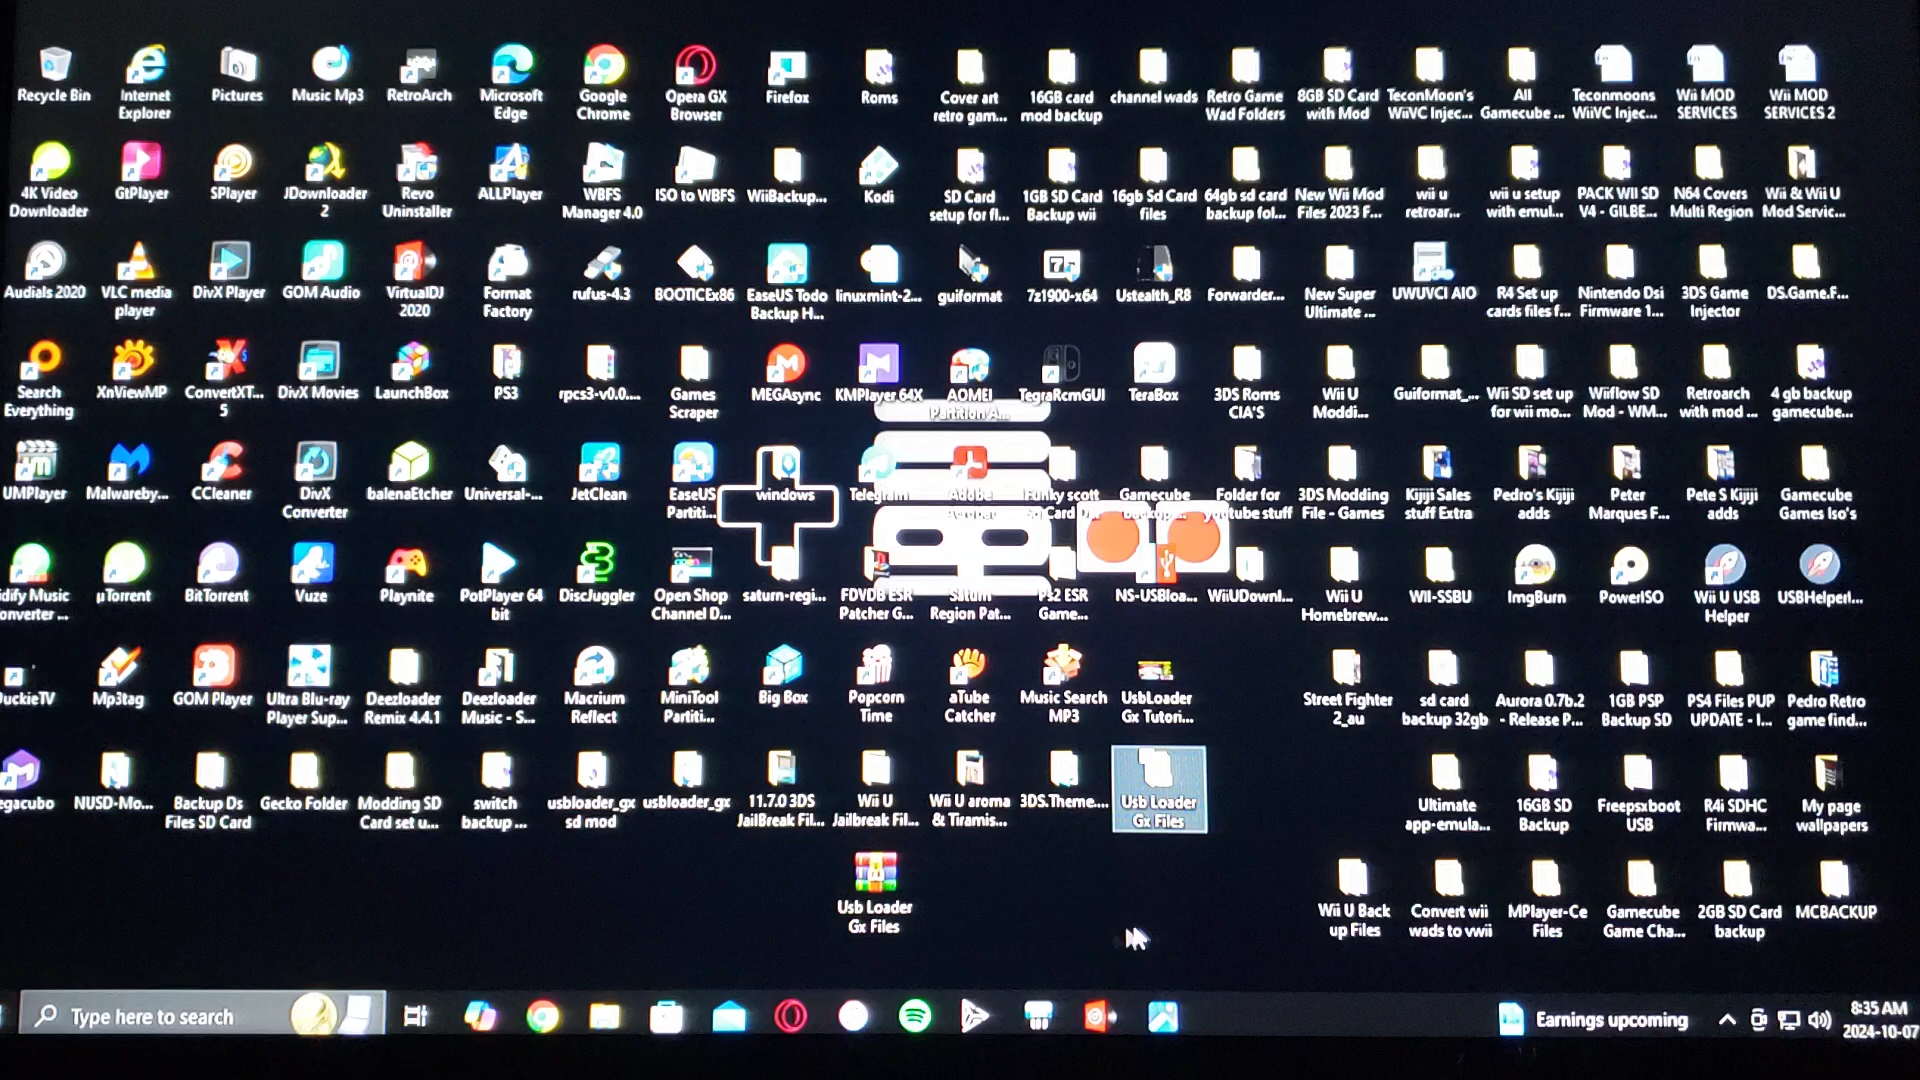 Recycle Bin
Internet
Explorer
Pictures
Music Mp3
RetroArch
Microsoft
Edge
Google
Chrome
Opera GX
Browser
Firefox
Roms
Cover art
retro gam...
16GB card
mod backup
channel wads
Retro Game
Wad Folders
8GB SD Card
with Mod
TeconMoon's
WiiVC Injec...
All
Gamecube ...
Teconmoons
WiiVC Injec...
Wii MOD
SERVICES
Wii MOD
SERVICES 2
4K Video
Downloader
GtPlayer
SPlayer
JDownloader
2
Revo
Uninstaller
ALLPlayer
WBFS
Manager 4.0
ISO to WBFS
WiiBackup...
Kodi
SD Card
setup for fl...
1GB SD Card
Backup wii
16gb Sd Card
files
64gb sd card
backup fol...
New Wii Mod
Files 2023 F...
wii u
retroar...
wii u setup
with emul...
PACK WII SD
V4 - GILBE...
N64 Covers
Multi Region
Wii & Wii U
Mod Servic...
Audials 2020
VLC media
player
DivX Player
GOM Audio
VirtualDJ
2020
Format
Factory
rufus-4.3
BOOTICEx86
EaseUS Todo
Backup H...
linuxmint-2...
guiformat
7z1900-x64
Ustealth_R8
Forwarder...
New Super
Ultimate ...
UWUVCI AIO
R4 Set up
cards files f...
Nintendo Dsi
Firmware 1...
3DS Game
Injector
DS.Game.F...
Search
Everything
XnViewMP
ConvertXT...
5
DivX Movies
LaunchBox
PS3
rpcs3-v0.0....
Games
Scraper
MEGAsync
KMPlayer 64X
AOMEI
Partition A...
TegraRcmGUI
TeraBox
3DS Roms
CIA'S
Wii U
Moddi...
Guiformat_...
Wii SD set up
for wii mo...
Wiiflow SD
Mod - WM...
Retroarch
with mod ...
4 gb backup
gamecube...
UMPlayer
Malwareby...
CCleaner
DivX
Converter
balenaEtcher
Universal-...
JetClean
EaseUS
Partiti...
windows
Telegram
Adobe
Acrobat
Funky scott
Sd Card D...
Gamecube
backup...
Folder for
youtube stuff
3DS Modding
File - Games
Kijiji Sales
stuff Extra
Pedro's Kijiji
adds
Peter
Marques F...
Pete S Kijiji
adds
Gamecube
Games Iso's
idify Music
onverter ...
µTorrent
BitTorrent
Vuze
Playnite
PotPlayer 64
bit
DiscJuggler
Open Shop
Channel D...
saturn-regi...
FDVDB ESR
Patcher G...
Saturn
Region Pat...
Ps2 ESR
Game...
NS-USBloa...
WiiUDownl...
Wii U
Homebrew...
WII-SSBU
ImgBurn
PowerISO
Wii U USB
Helper
USBHelperI...
DuckieTV
Mp3tag
GOM Player
Ultra Blu-ray
Player Sup...
Deezloader
Remix 4.4.1
Deezloader
Music - S...
Macrium
Reflect
MiniTool
Partiti...
Big Box
Popcorn
Time
aTube
Catcher
Music Search
MP3
UsbLoader
Gx Tutori...
Street Fighter
2_au
sd card
backup 32gb
Aurora 0.7b.2
- Release P...
1GB PSP
Backup SD
PS4 Files PUP
UPDATE - I...
Pedro Retro
game find...
egacubo
NUSD-Mo...
Backup Ds
Files SD Card
Gecko Folder
Modding SD
Card set u...
switch
backup ...
usbloader_gx
sd mod
usbloader_gx
11.7.0 3DS
JailBreak Fil...
Wii U
Jailbreak Fil...
Wii U aroma
& Tiramis...
3DS.Theme....
Usb Loader
Gx Files
Ultimate
app-emula...
16GB SD
Backup
Freepsxboot
USB
R4i SDHC
Firmwa...
My page
wallpapers
Usb Loader
Gx Files
Wii U Back
up Files
Convert wii
wads to vwii
MPlayer-Ce
Files
Gamecube
Game Cha...
2GB SD Card
backup
MCBACKUP
Type here to search
Earnings upcoming
8:35 AM
2024-10-07